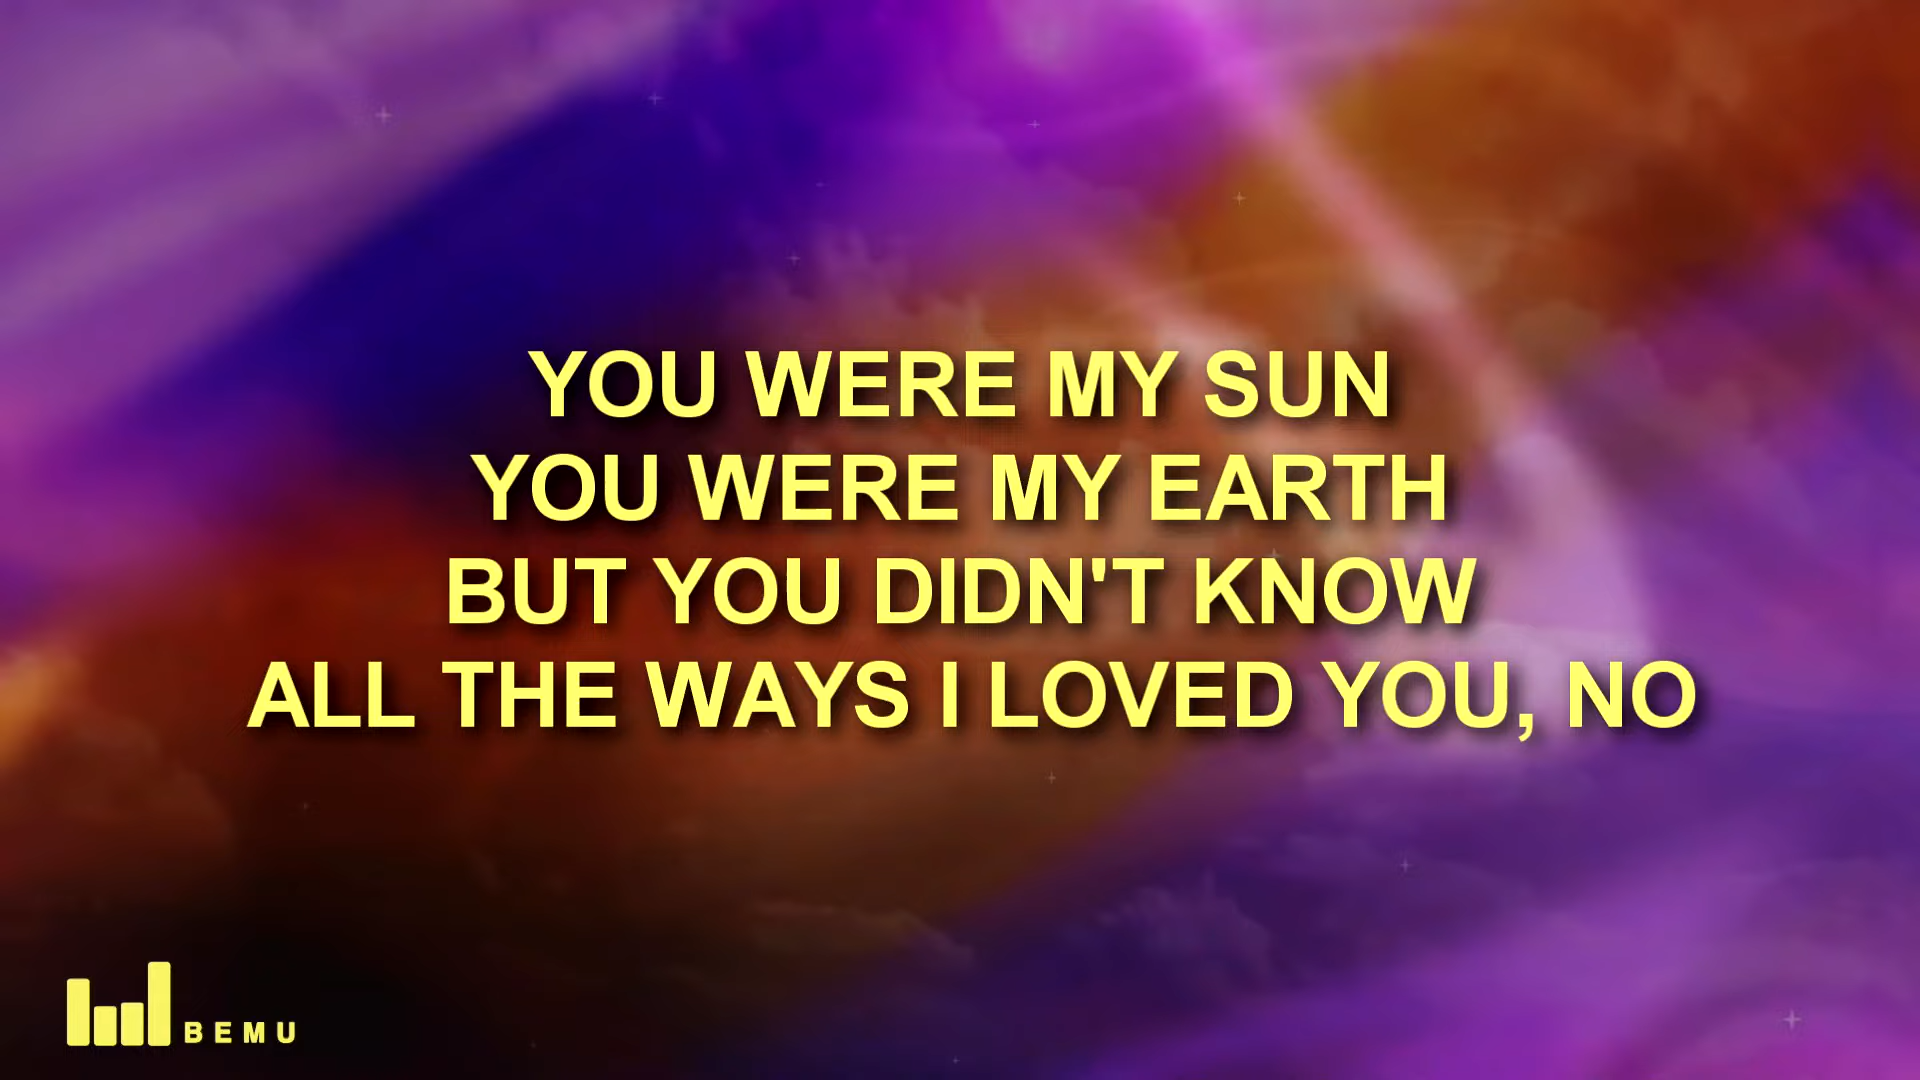 YOU WERE MY SUN
YOU WERE MY EARTH
BUT YOU DIDN'T KNOW
ALL THE WAYS I LOVED YOU, NO
BEMU